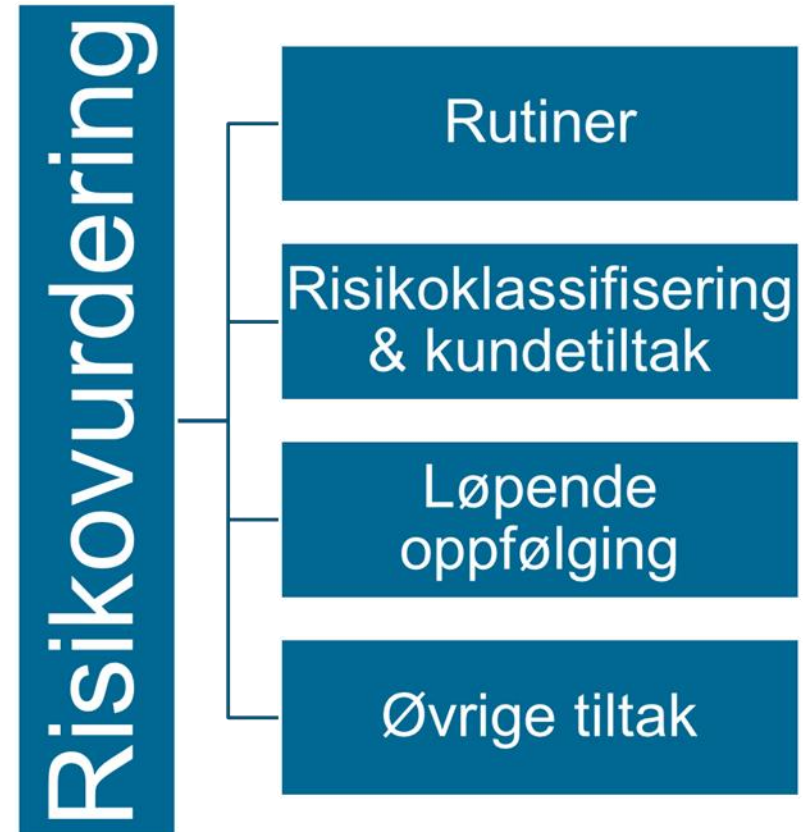 Risikovurdering
Rutiner
Risikoklassifisering
& kundetiltak
Løpende
oppfølging
Øvrige tiltak